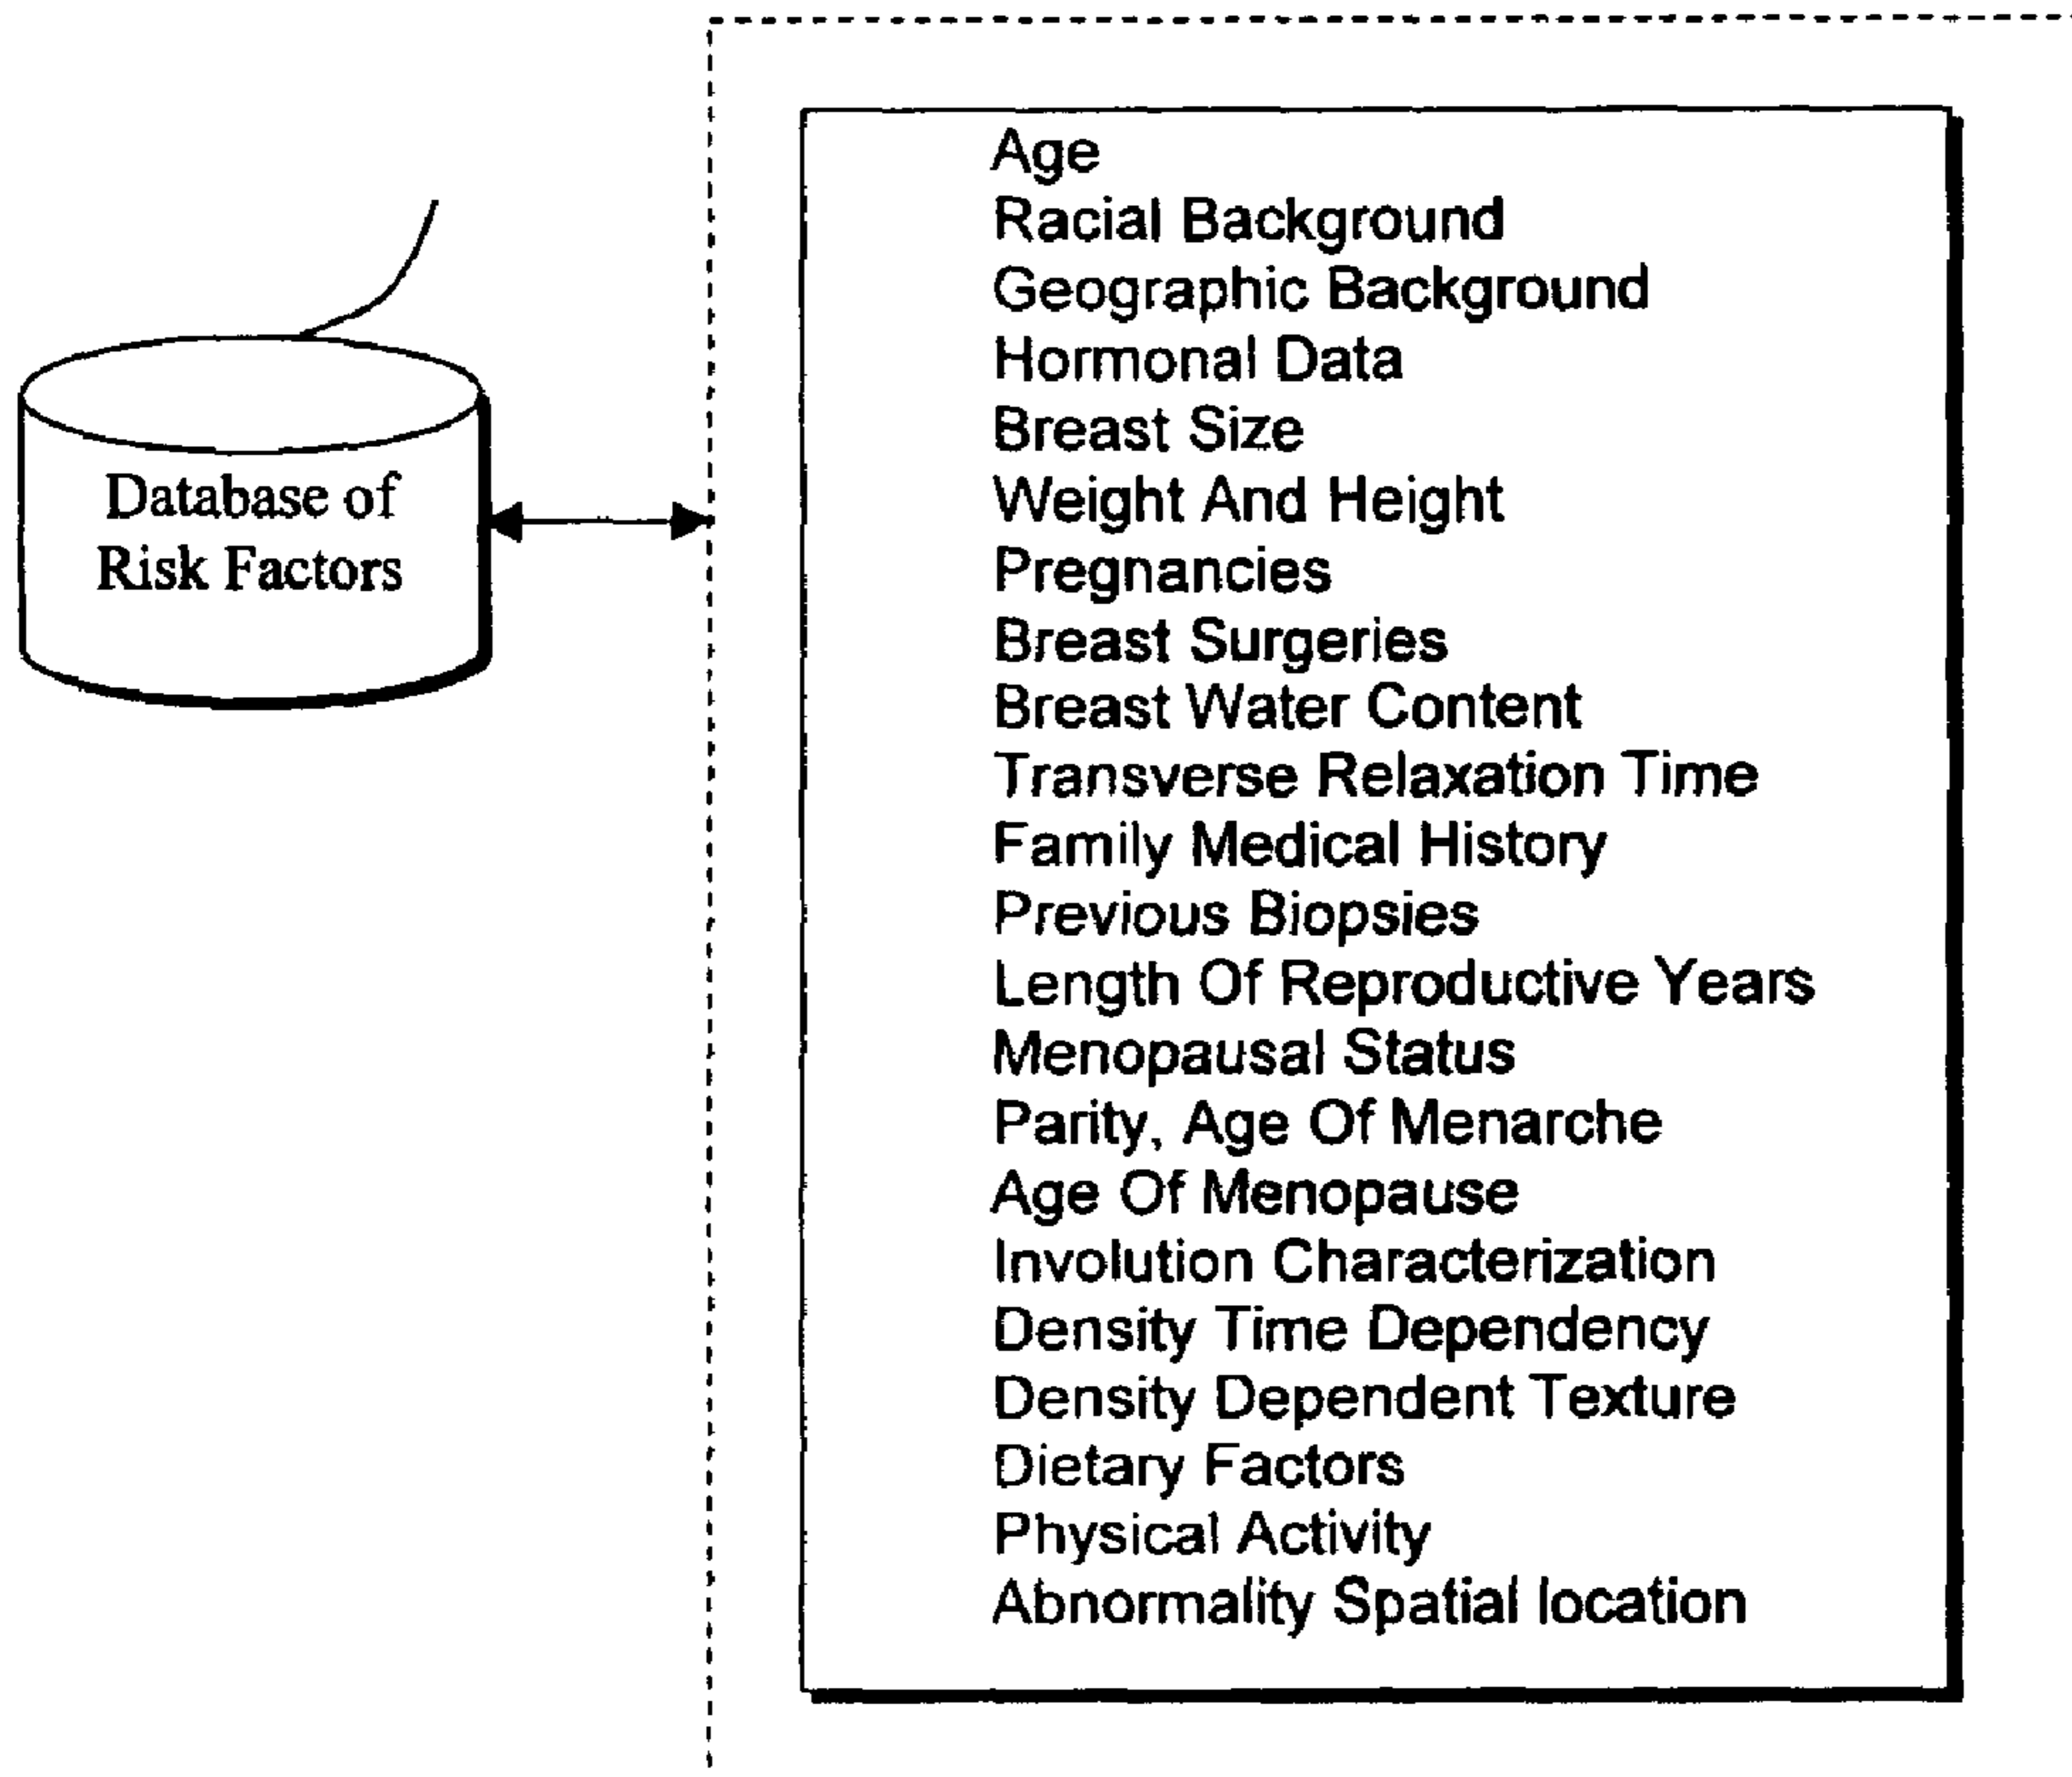 Database of
Risk Factors
Age
Racial Background
Geographic Background
Hormonal Data
Breast Size
Weight And Height
Pregnancies
Breast Surgeries
Breast Water Content
Transverse Relaxation Time
Family Medical History
Previous Biopsies
Length Of Reproductive Years
Menopausal Status
Parity, Age Of Menarche
Age Of Menopause
Involution Characterization
Density Time Dependency
Density Dependent Texture
Dietary Factors
Physical Activity
Abnormality Spatial location